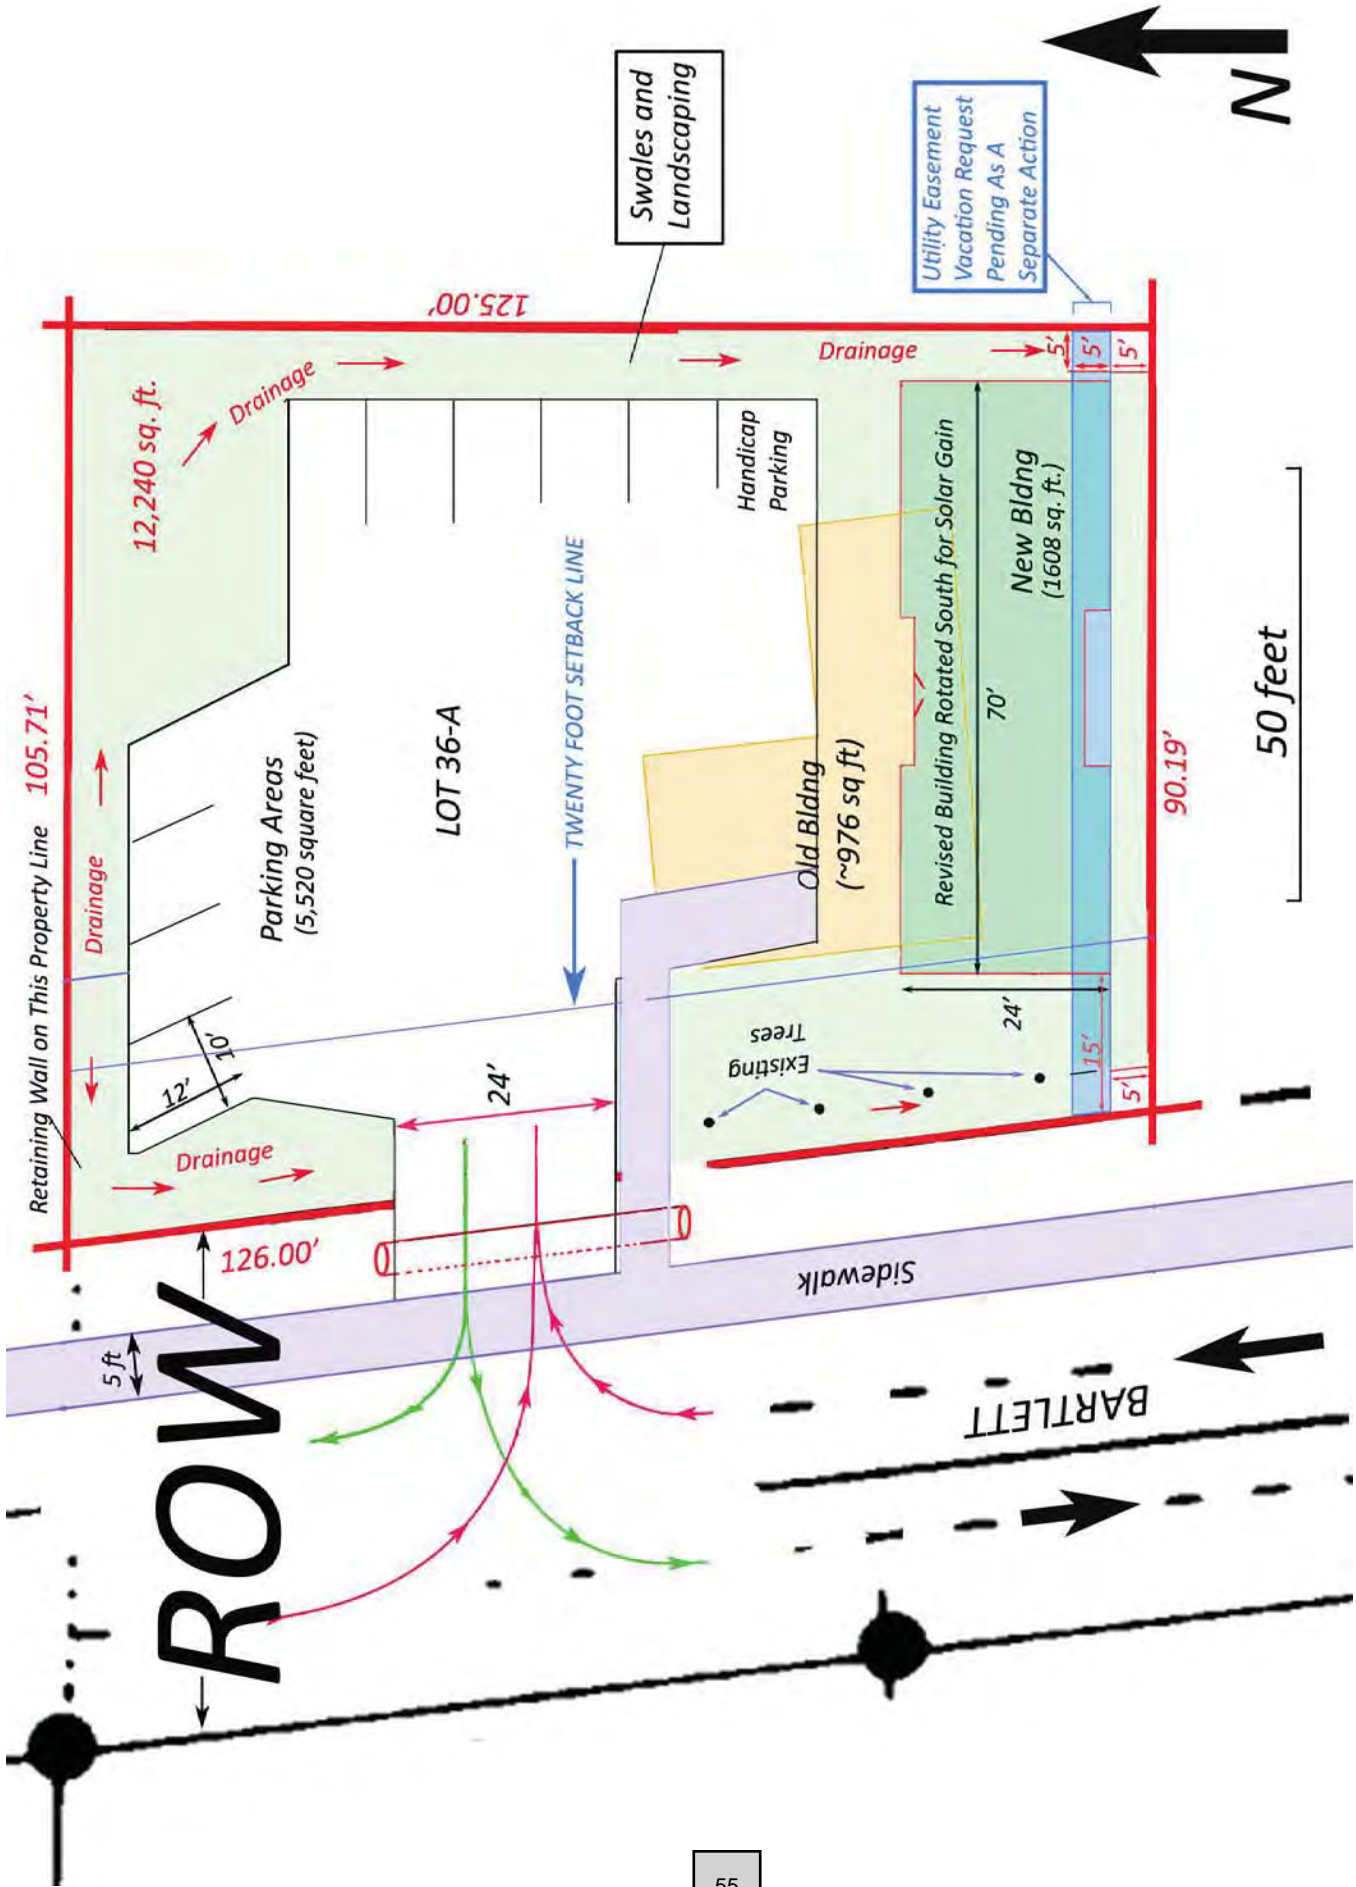 Retaining Wall on This Property Line
105.71'
12,240 sq. ft.
125.00'
Swales and
Landscaping
Utility Easement
Vacation Request
Pending As A
Separate Action
N
Drainage
Drainage
Drainage
Drainage
12'
10'
Parking Areas
(5,520 square feet)
LOT 36-A
TWENTY FOOT SETBACK LINE
Handicap
Parking
24'
126.00'
ROW
5 ft
Old Bldng
(~976 sq ft)
Revised Building Rotated South for Solar Gain
70'
New Bldng
(1608 sq. ft.)
24'
15'
5'
5'
5'
5'
Existing
Trees
90.19'
50 feet
Sidewalk
BARTLETT
55